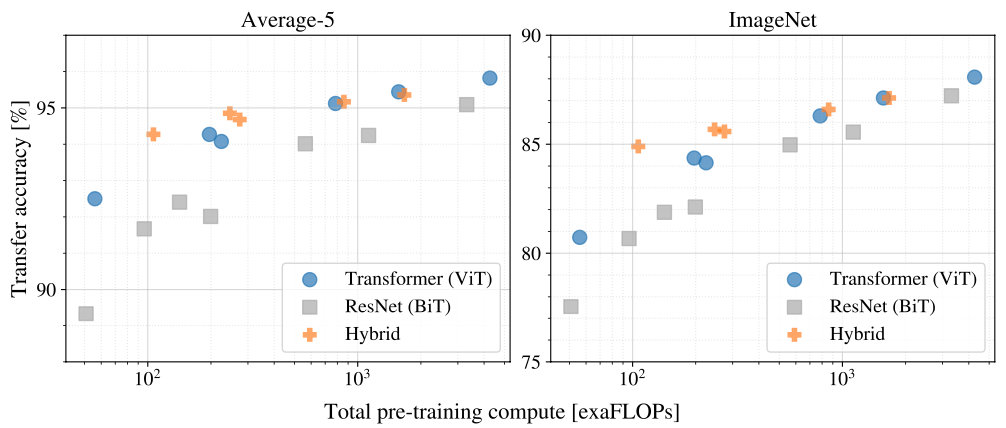 Average-5
Transfer accuracy [%]
95
90
10²
10³
Transformer (ViT)
ResNet (BiT)
Hybrid
ImageNet
90
85
80
75
10²
10³
Transformer (ViT)
ResNet (BiT)
Hybrid
Total pre-training compute [exaFLOPs]